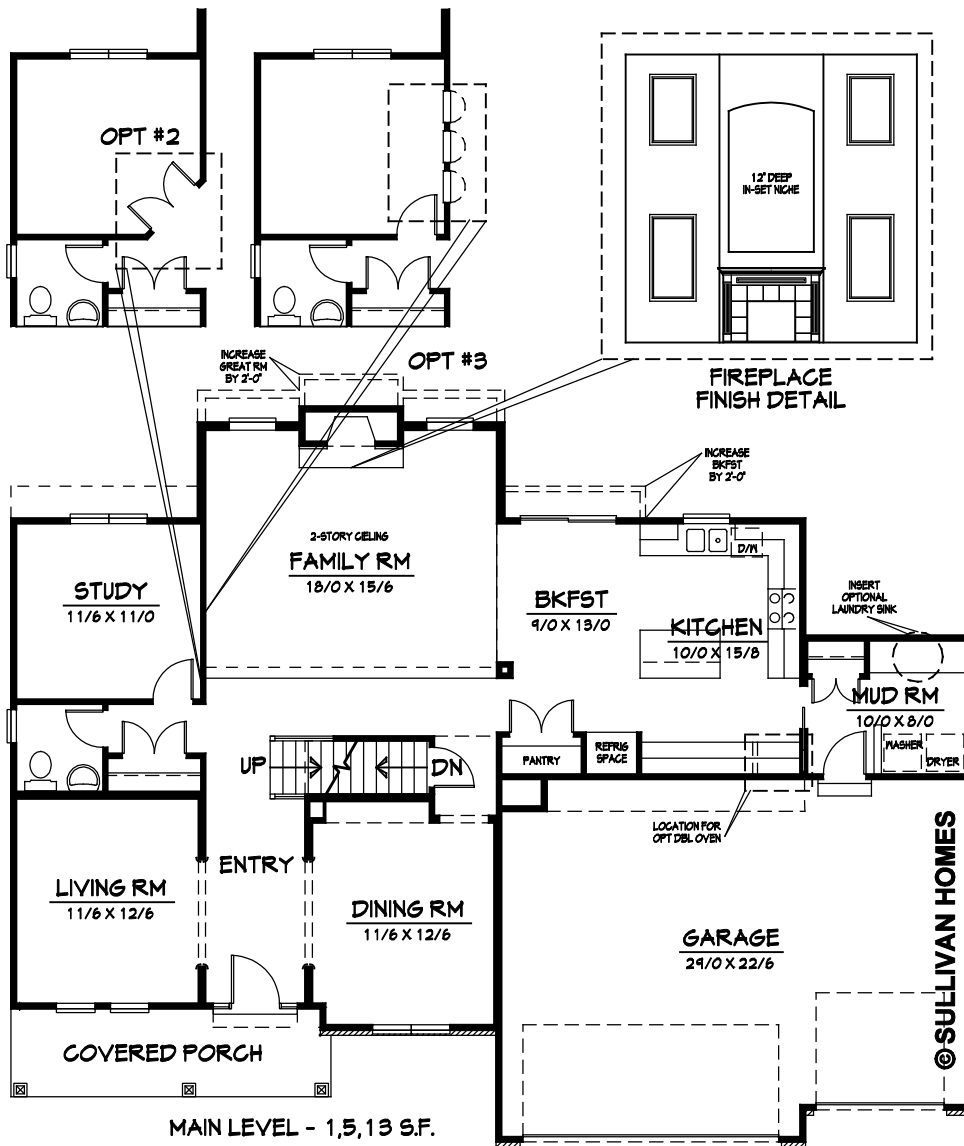 OPT #2
12" DEEP
IN-SET NICHE
INCREASE
GREAT RM
BY 2'-0"
OPT #3
FIREPLACE
FINISH DETAIL
INCREASE
BKFST
BY 2'-0"
2-STORY CIELING
FAMILY RM
18/0 X 15/6
D/W
STUDY
11/6 X 11/0
BKFST
9/0 X 13/0
KITCHEN
10/0 X 15/8
INSERT
OPTIONAL
LAUNDRY SINK
MUD RM
10/0 X 8/0
WASHER
DRYER
UP
DN
PANTRY
REFRIG
SPACE
LOCATION FOR
OPT DBL OVEN
ENTRY
LIVING RM
11/6 X 12/6
DINING RM
11/6 X 12/6
GARAGE
29/0 X 22/6
©SULLIVAN HOMES
COVERED PORCH
MAIN LEVEL - 1,5,13 S.F.